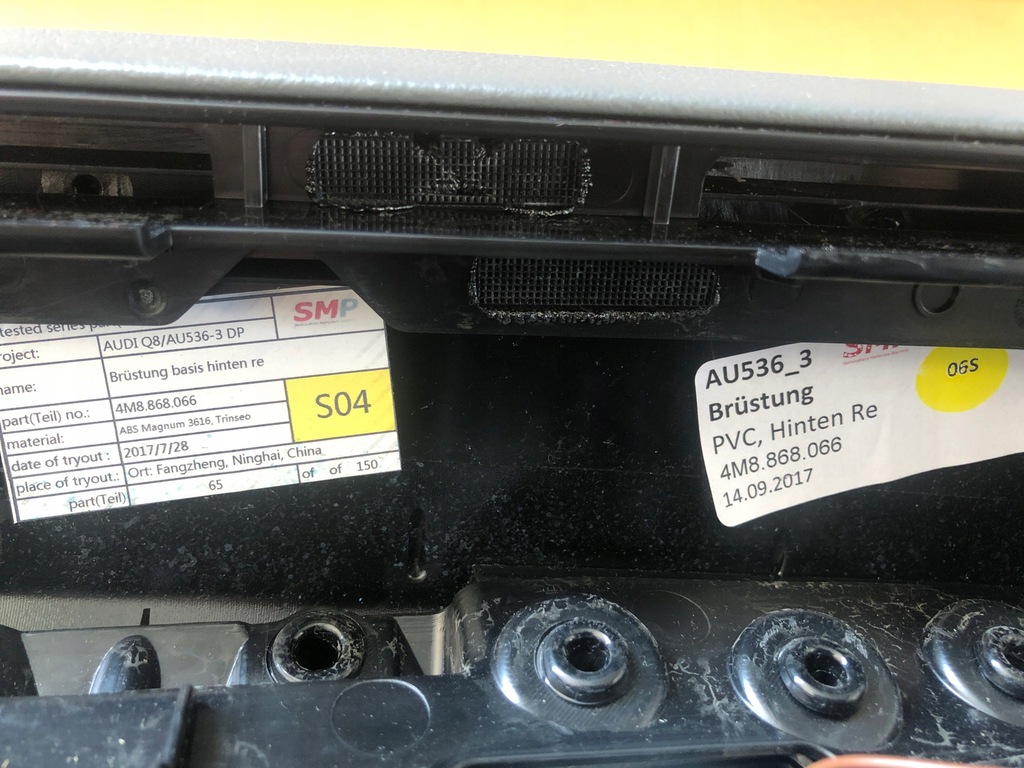 SMP
tested series par
roject: AUDI Q8/AU536-3 DP
name: Brüstung basis hinten re
part(Teil) no.: 4M8.868.066
material: ABS Magnum 3616, Trinseo
S04
date of tryout : 2017/7/28
place of tryout.: Ort: Fangzheng, Ninghai, China
part(Teil) 65 of of 150
AU536_3
Brüstung
PVC, Hinten Re
4M8.868.066
14.09.2017
06S